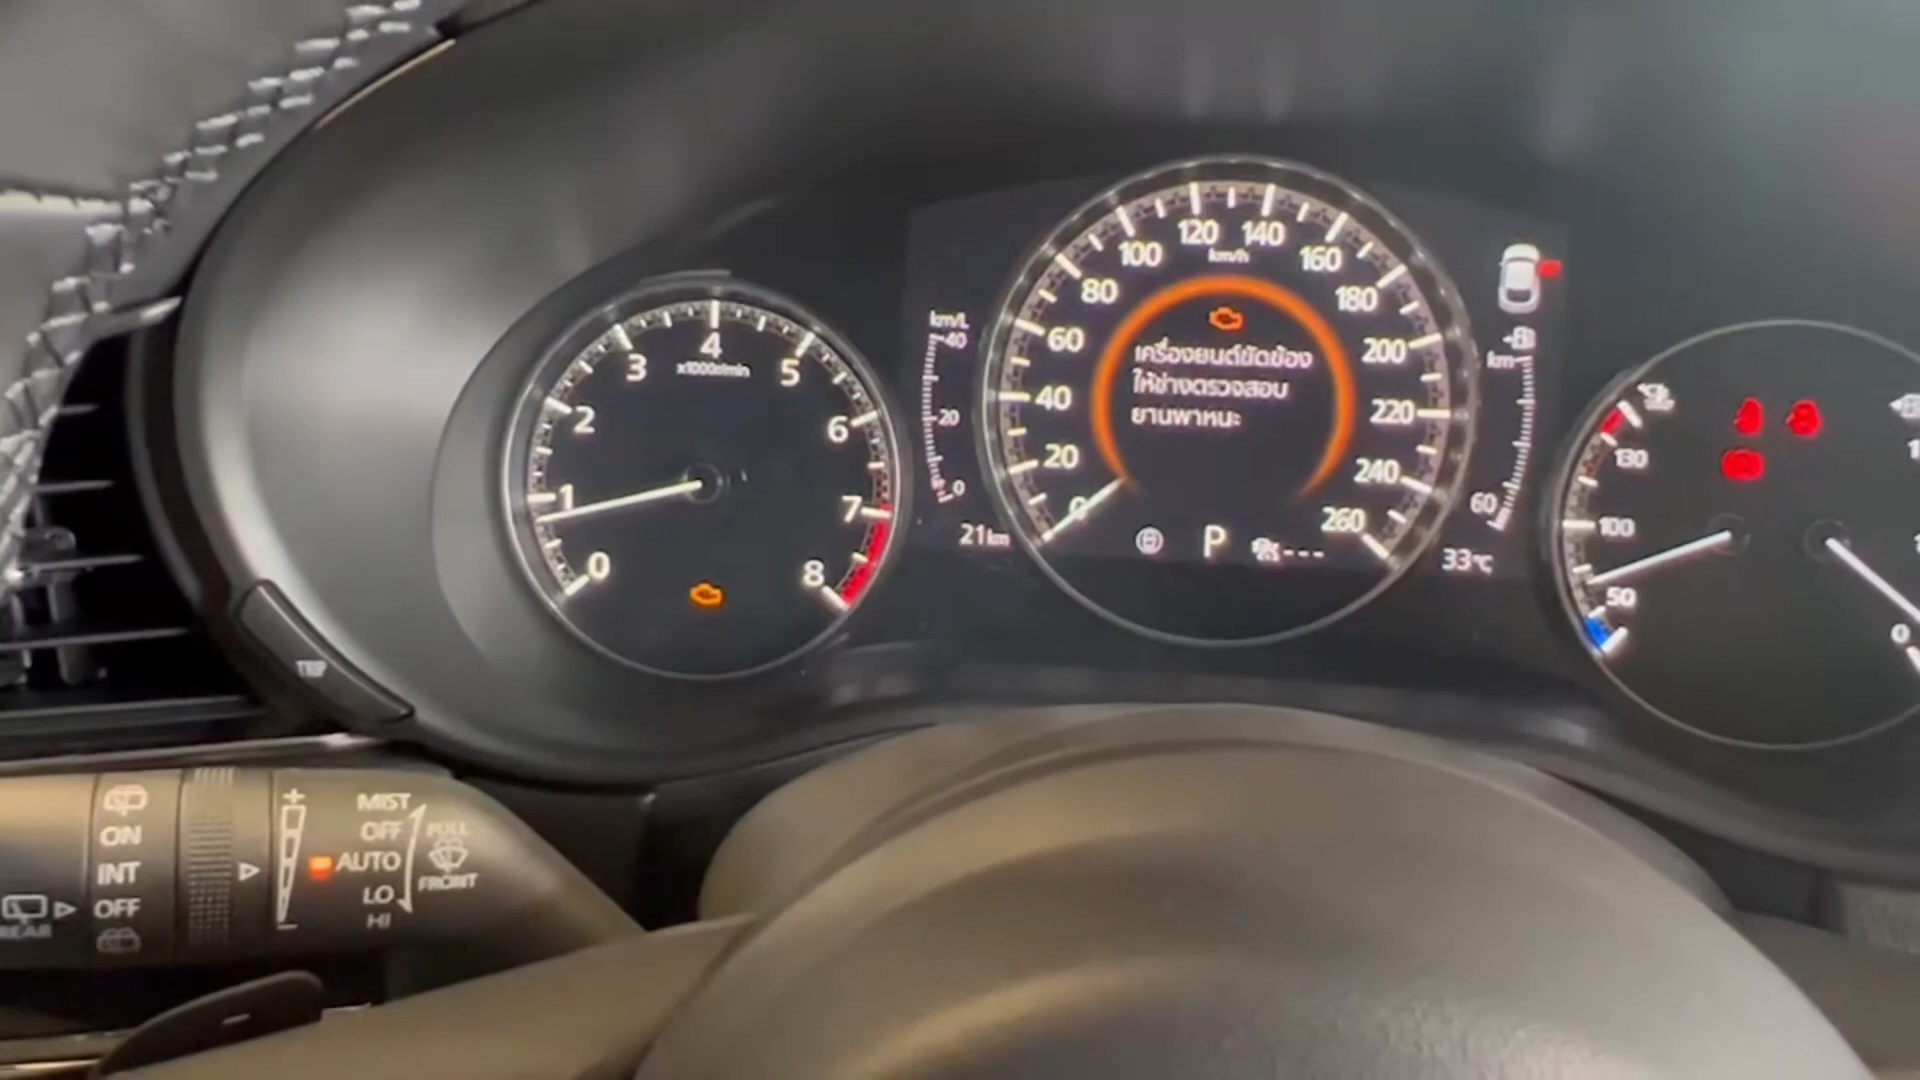 0
1
2
3
4
x1000r/min
5
6
7
8
km/L
40
20
0
21km
0
20
40
60
80
100
120
140
km/h
160
180
200
220
240
260
เครื่องยนต์ขัดข้อง
ให้ช่างตรวจสอบ
ยานพาหนะ
P
---
km
60
33℃
130
100
50
0
TRIP
ON
INT
OFF
REAR
+
-
MIST
OFF
AUTO
LO
HI
PULL
FRONT